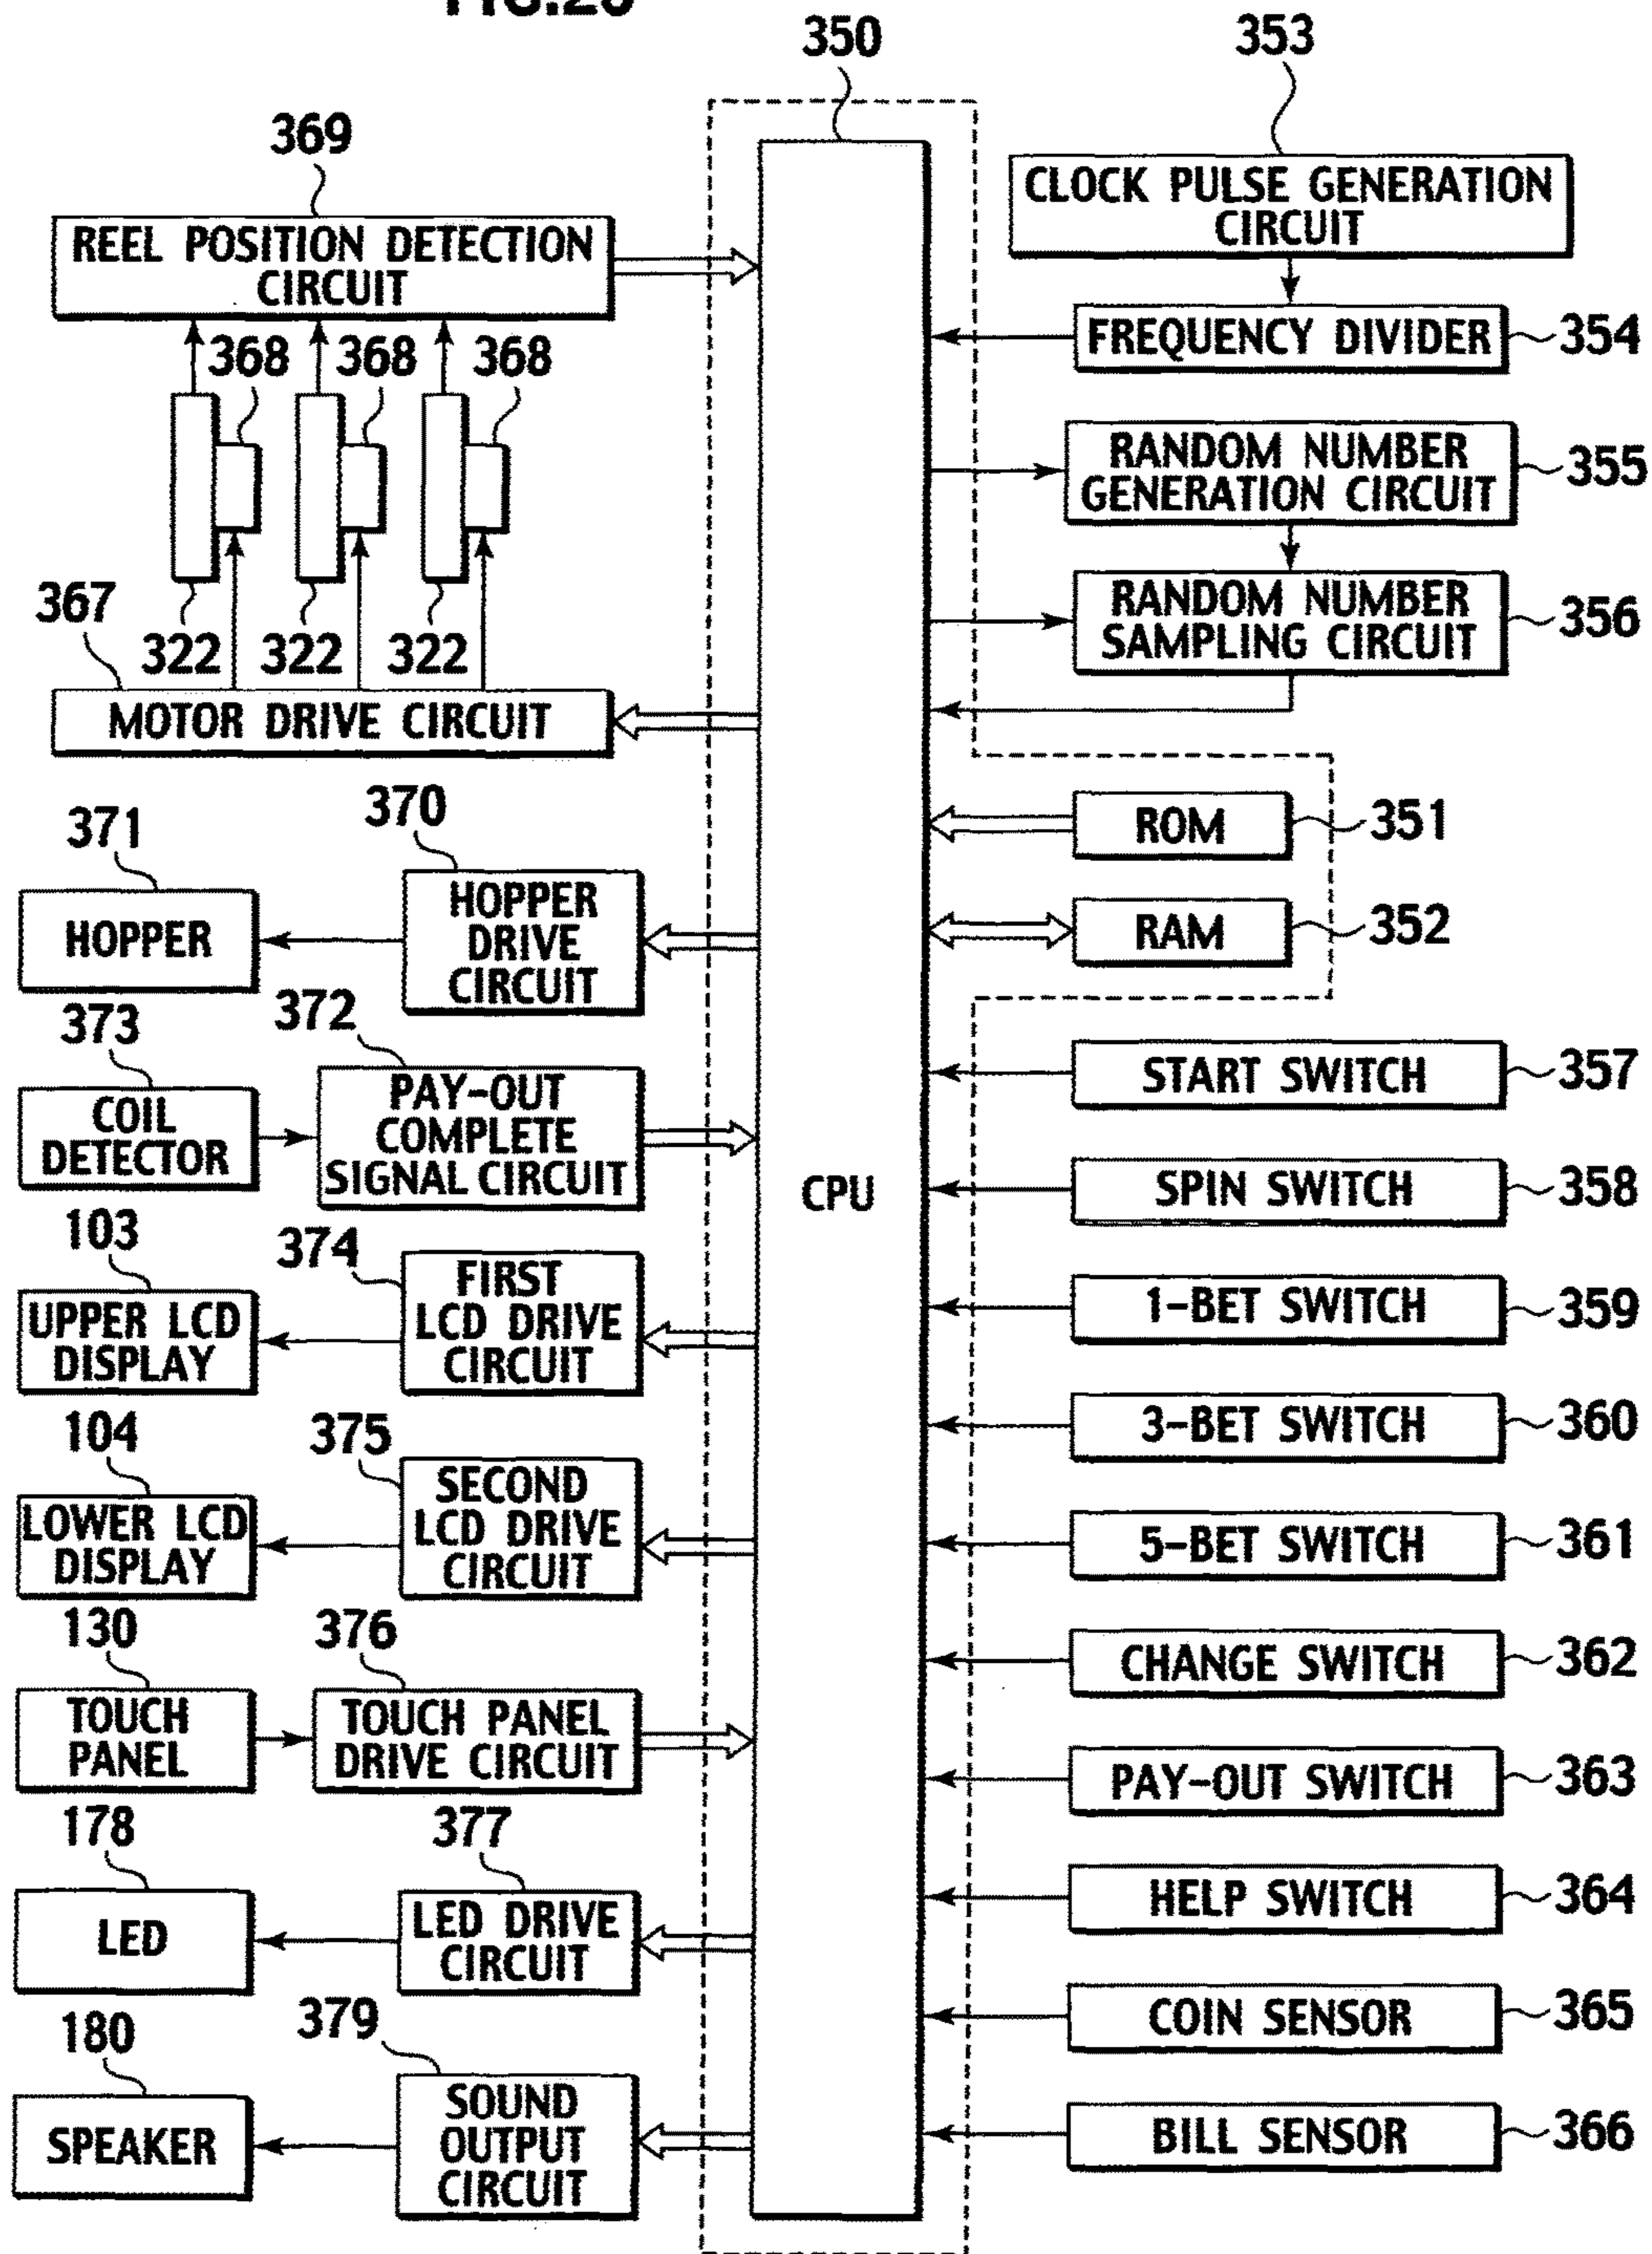 350
353
369
CLOCK PULSE GENERATION
CIRCUIT
REEL POSITION DETECTION
CIRCUIT
FREQUENCY DIVIDER
354
368
368
368
RANDOM NUMBER
GENERATION CIRCUIT
355
367
322
322
322
RANDOM NUMBER
SAMPLING CIRCUIT
356
MOTOR DRIVE CIRCUIT
ROM
351
371
370
HOPPER
HOPPER
DRIVE
CIRCUIT
RAM
352
373
372
COIL
DETECTOR
PAY-OUT
COMPLETE
SIGNAL CIRCUIT
START SWITCH
357
CPU
SPIN SWITCH
358
103
374
UPPER LCD
DISPLAY
FIRST
LCD DRIVE
CIRCUIT
1-BET SWITCH
359
104
375
3-BET SWITCH
360
LOWER LCD
DISPLAY
SECOND
LCD DRIVE
CIRCUIT
5-BET SWITCH
361
130
376
CHANGE SWITCH
362
TOUCH
PANEL
TOUCH PANEL
DRIVE CIRCUIT
PAY-OUT SWITCH
363
178
377
HELP SWITCH
364
LED
LED DRIVE
CIRCUIT
COIN SENSOR
365
180
379
SPEAKER
SOUND
OUTPUT
CIRCUIT
BILL SENSOR
366